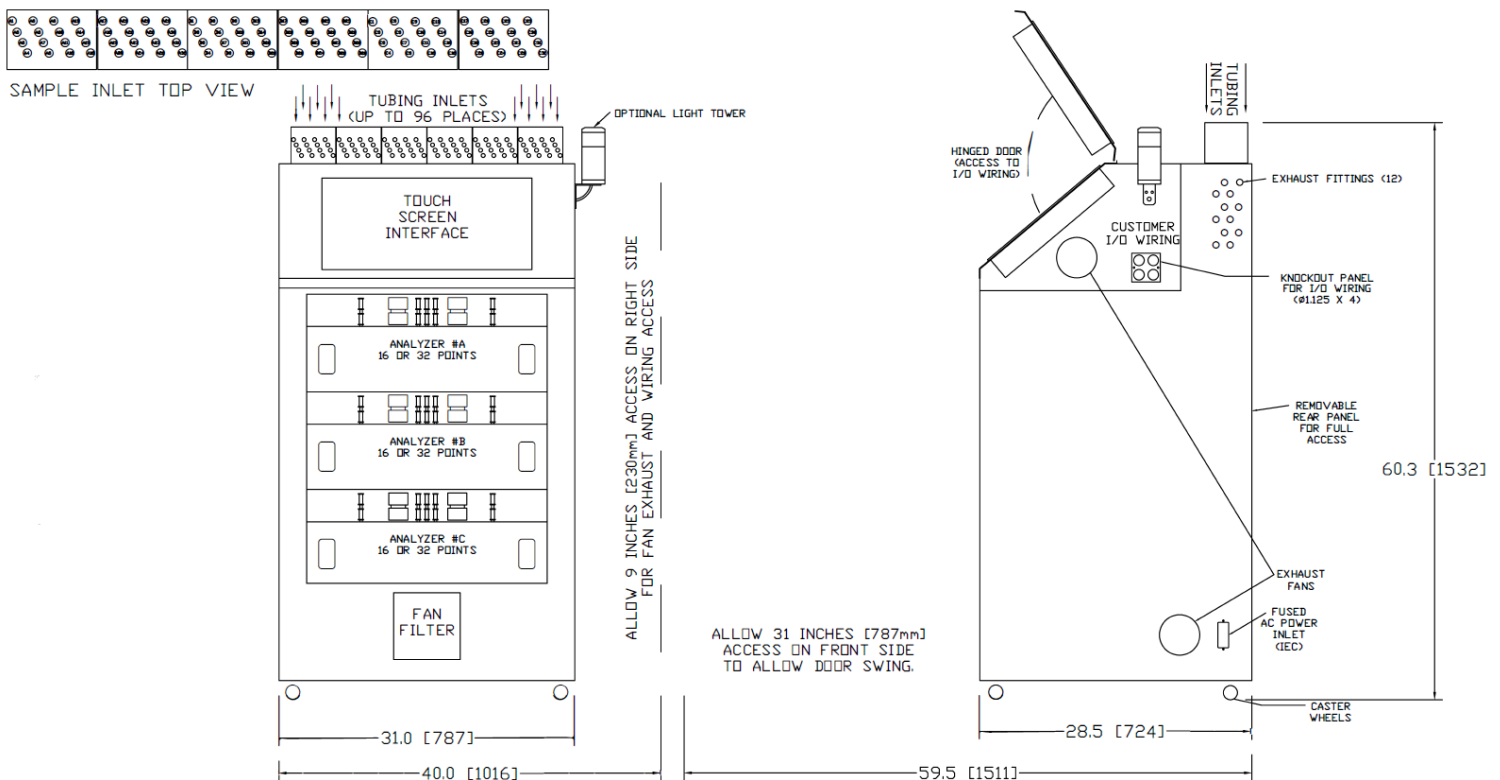 SAMPLE INLET TOP VIEW
TUBING INLETS
(UP TO 96 PLACES)
OPTIONAL LIGHT TOWER
TOUCH
SCREEN
INTERFACE
ANALYZER #A
16 OR 32 POINTS
ANALYZER #B
16 OR 32 POINTS
ANALYZER #C
16 OR 32 POINTS
FAN
FILTER
ALLOW 9 INCHES [230mm] ACCESS ON RIGHT SIDE
FOR FAN EXHAUST AND WIRING ACCESS
31.0 [787]
40.0 [1016]
ALLOW 31 INCHES [787mm]
ACCESS ON FRONT SIDE
TO ALLOW DOOR SWING.
TUBING
INLETS
HINGED DOOR
(ACCESS TO
I/O WIRING)
EXHAUST FITTINGS (12)
CUSTOMER
I/O WIRING
KNOCKOUT PANEL
FOR I/O WIRING
(ø1.125 X 4)
REMOVABLE
REAR PANEL
FOR FULL
ACCESS
60.3 [1532]
EXHAUST
FANS
FUSED
AC POWER
INLET
(IEC)
CASTER
WHEELS
28.5 [724]
59.5 [1511]